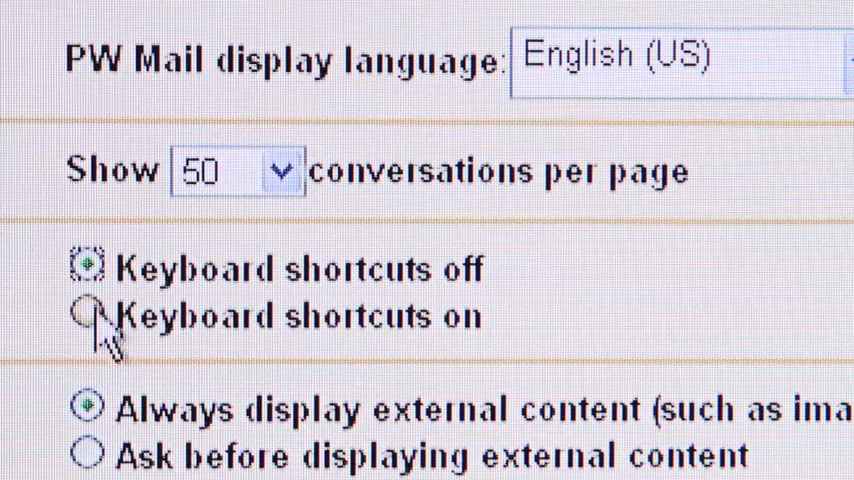 PW Mail display language: English (US)
Show 50 conversations per page
Keyboard shortcuts off
Keyboard shortcuts on
Always display external content (such as ima
Ask before displaying external content